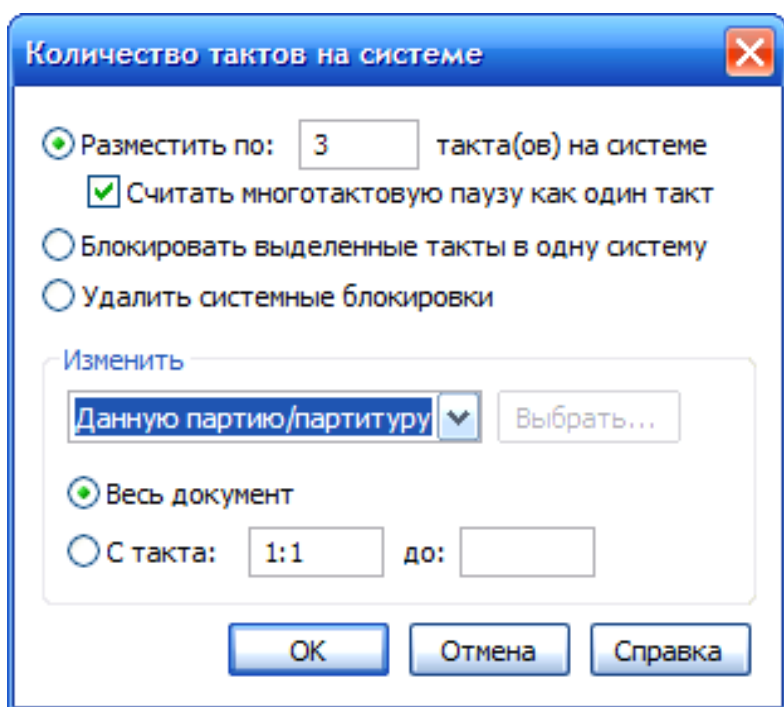 Количество тактов на системе
Разместить по: 3 такта(ов) на системе
Считать многотактовую паузу как один такт
Блокировать выделенные такты в одну систему
Удалить системные блокировки
Изменить
Данную партию/партитуру Выбрать...
Весь документ
С такта: 1:1 до:
OK Отмена Справка